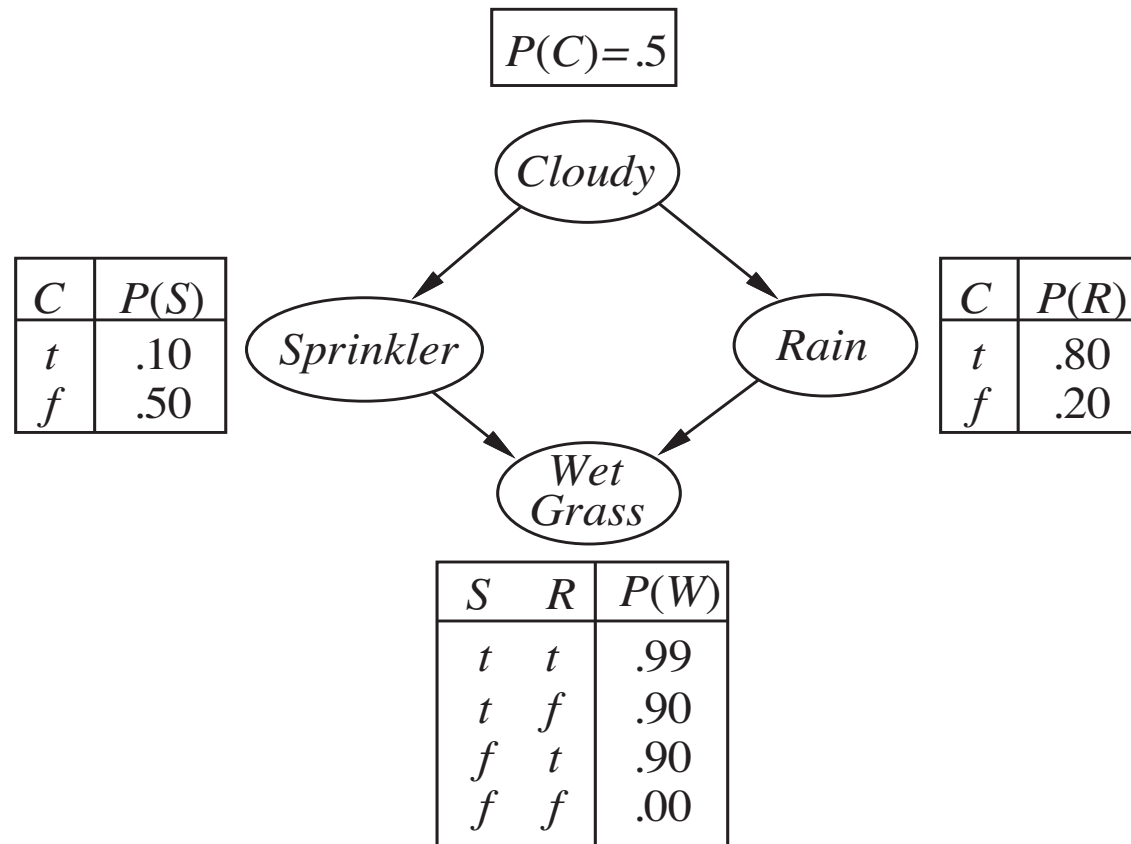 P(C)=.5
Cloudy
C P(S)
t .10
f .50
Sprinkler
Rain
C P(R)
t .80
f .20
Wet
Grass
S R P(W)
t t .99
t f .90
f t .90
f f .00